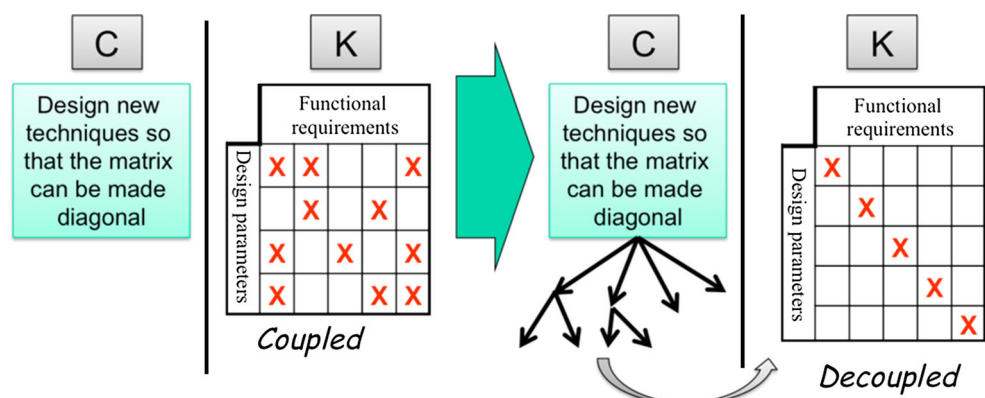 C
Design new
techniques so
that the matrix
can be made
diagonal
K
Functional
requirements
Design parameters
X X X
X X
X X X
X X X
Coupled
C
Design new
techniques so
that the matrix
can be made
diagonal
K
Functional
requirements
Design parameters
X
X
X
X
X
Decoupled